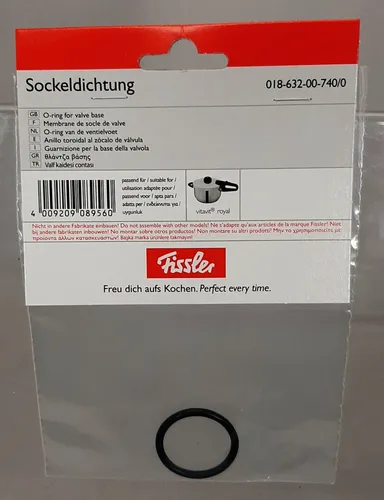 Sockeldichtung
018-632-00-740/0
GB O-ring for valve base
F Membrane de socle de valve
NL O-ring van de ventielvoet
E Anillo toroidal al zócalo de válvula
I Guarnizione per la base della valvola
GR Φλάντζα βάσης
TR Valf kaidesi contası
passend für / suitable for /
utilisation adaptée pour /
passend voor / apta para /
adatta per / ενδείκνυται για /
uygunluk
vitavit® royal
4 009209 089560
Nicht in andere Fabrikate einbauen! Do not assemble with other models! Ne s'adapte qu'aux articles de la marque Fissler! Niet
bij andere fabrikaten inbouwen! No montar sobre otros productos! Non montare su altri prodotti! Μην το χρησιμοποιείτε με
προϊόντα άλλων κατασκευαστών! Başka marka ürünlere takmayın!
Fissler
Freu dich aufs Kochen. Perfect every time.